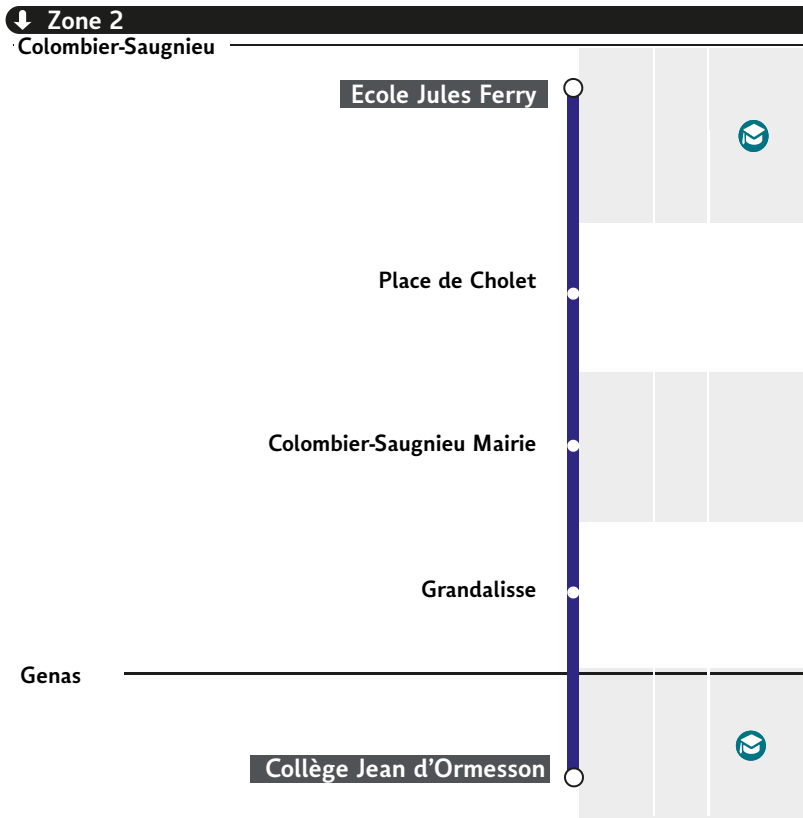 Zone 2
Colombier-Saugnieu
Ecole Jules Ferry
Place de Cholet
Colombier-Saugnieu Mairie
Grandalisse
Genas
Collège Jean d’Ormesson